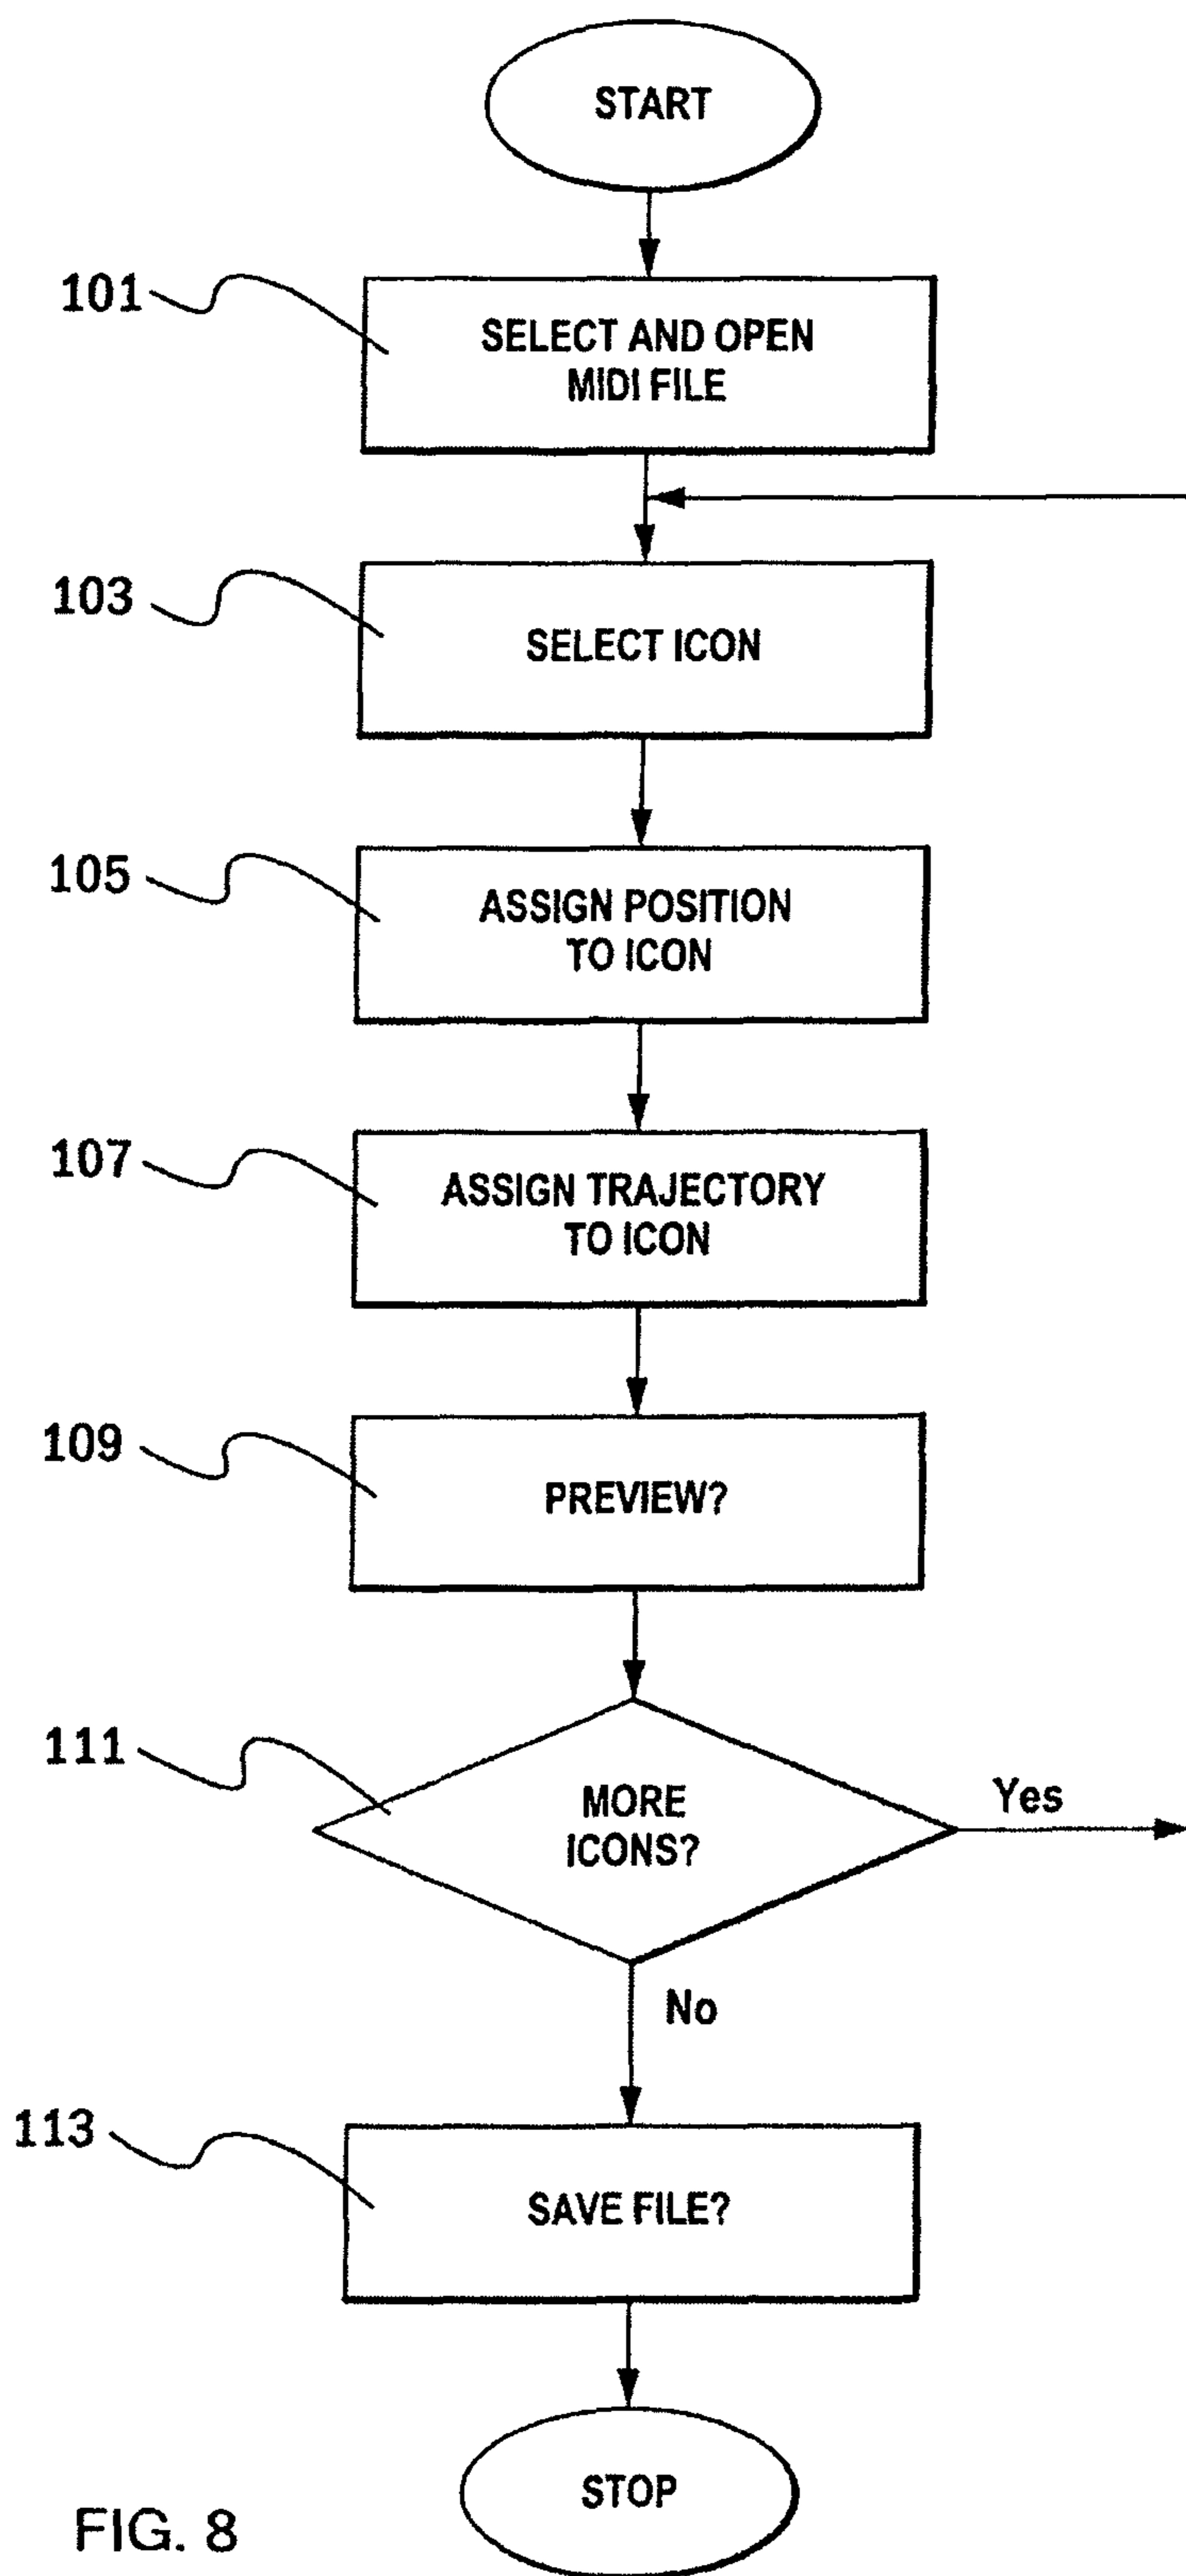 START
101
SELECT AND OPEN
MIDI FILE
103
SELECT ICON
105
ASSIGN POSITION
TO ICON
107
ASSIGN TRAJECTORY
TO ICON
109
PREVIEW?
111
MORE
ICONS?
Yes
No
113
SAVE FILE?
STOP
FIG. 8